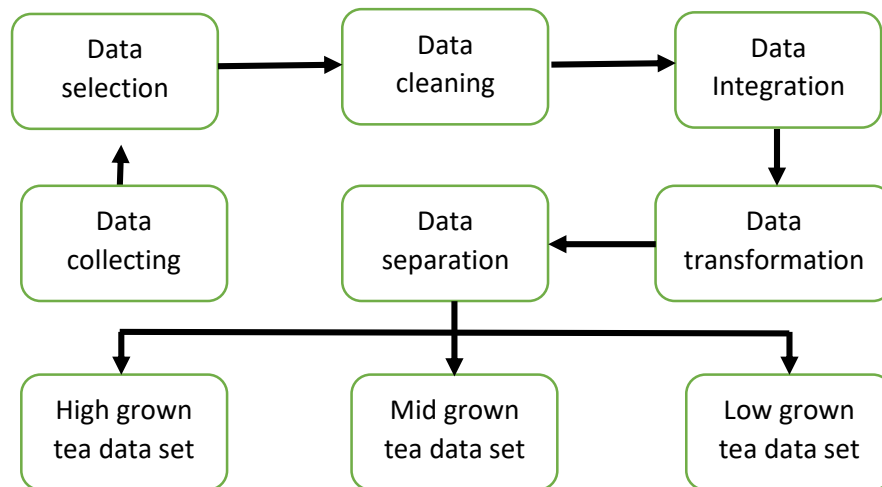 Data
selection
Data
cleaning
Data
Integration
Data
collecting
Data
separation
Data
transformation
High grown
tea data set
Mid grown
tea data set
Low grown
tea data set